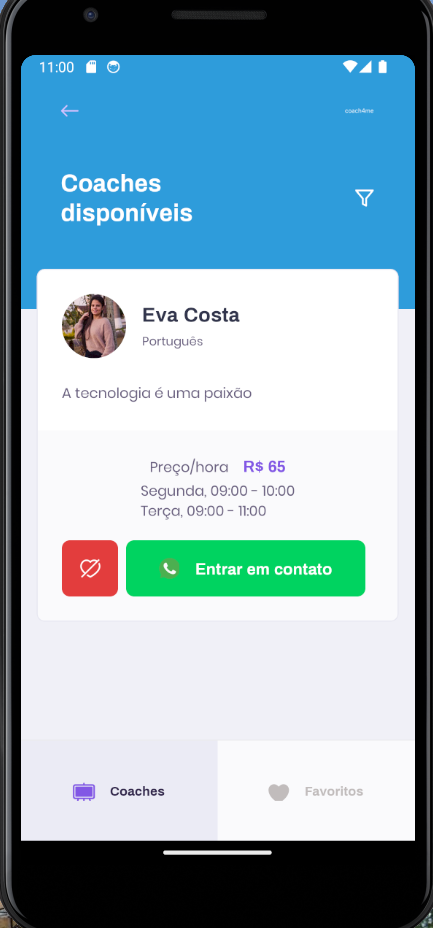 11:00
coach4me
Coaches
disponíveis
Eva Costa
Português
A tecnologia é uma paixão
Preço/hora R$ 65
Segunda, 09:00 - 10:00
Terça, 09:00 - 11:00
Entrar em contato
Coaches
Favoritos